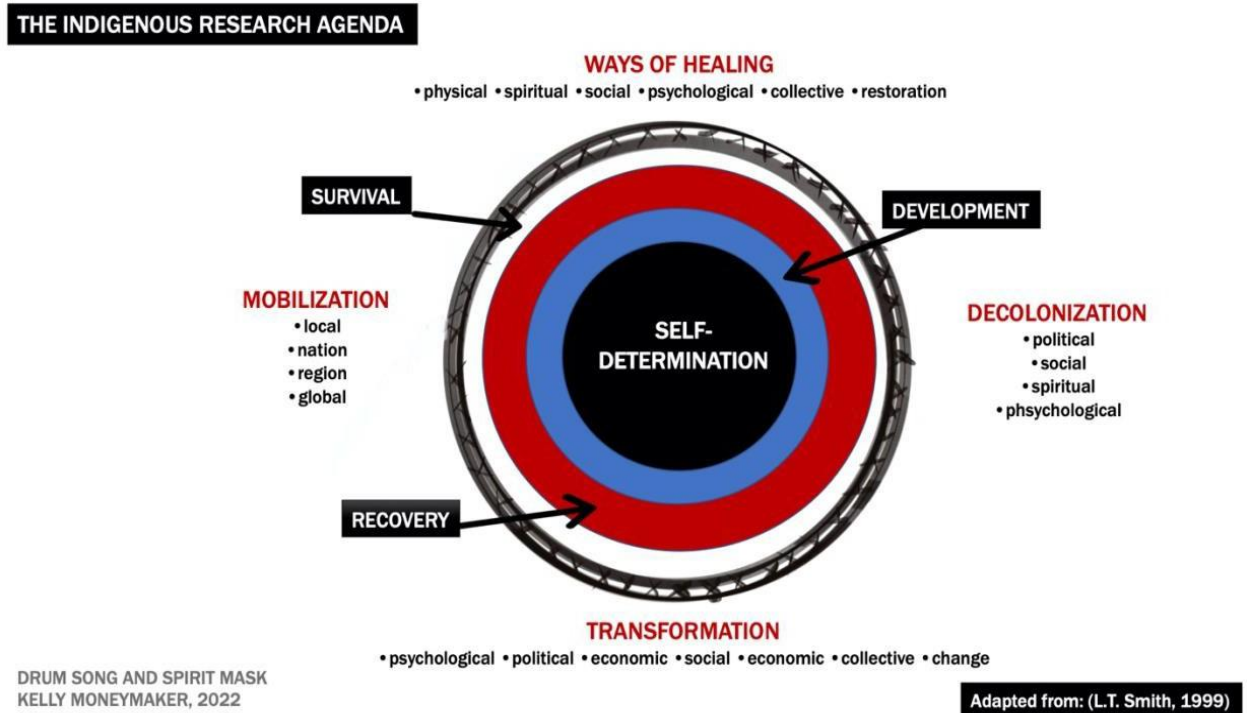 THE INDIGENOUS RESEARCH AGENDA
WAYS OF HEALING
•physical •spiritual •social •psychological •collective •restoration
SURVIVAL
DEVELOPMENT
MOBILIZATION
•local
•nation
•region
•global
SELF-
DETERMINATION
DECOLONIZATION
•political
•social
•spiritual
•phsychological
RECOVERY
TRANSFORMATION
•psychological •political •economic •social •economic •collective •change
DRUM SONG AND SPIRIT MASK
KELLY MONEYMAKER, 2022
Adapted from: (L.T. Smith, 1999)